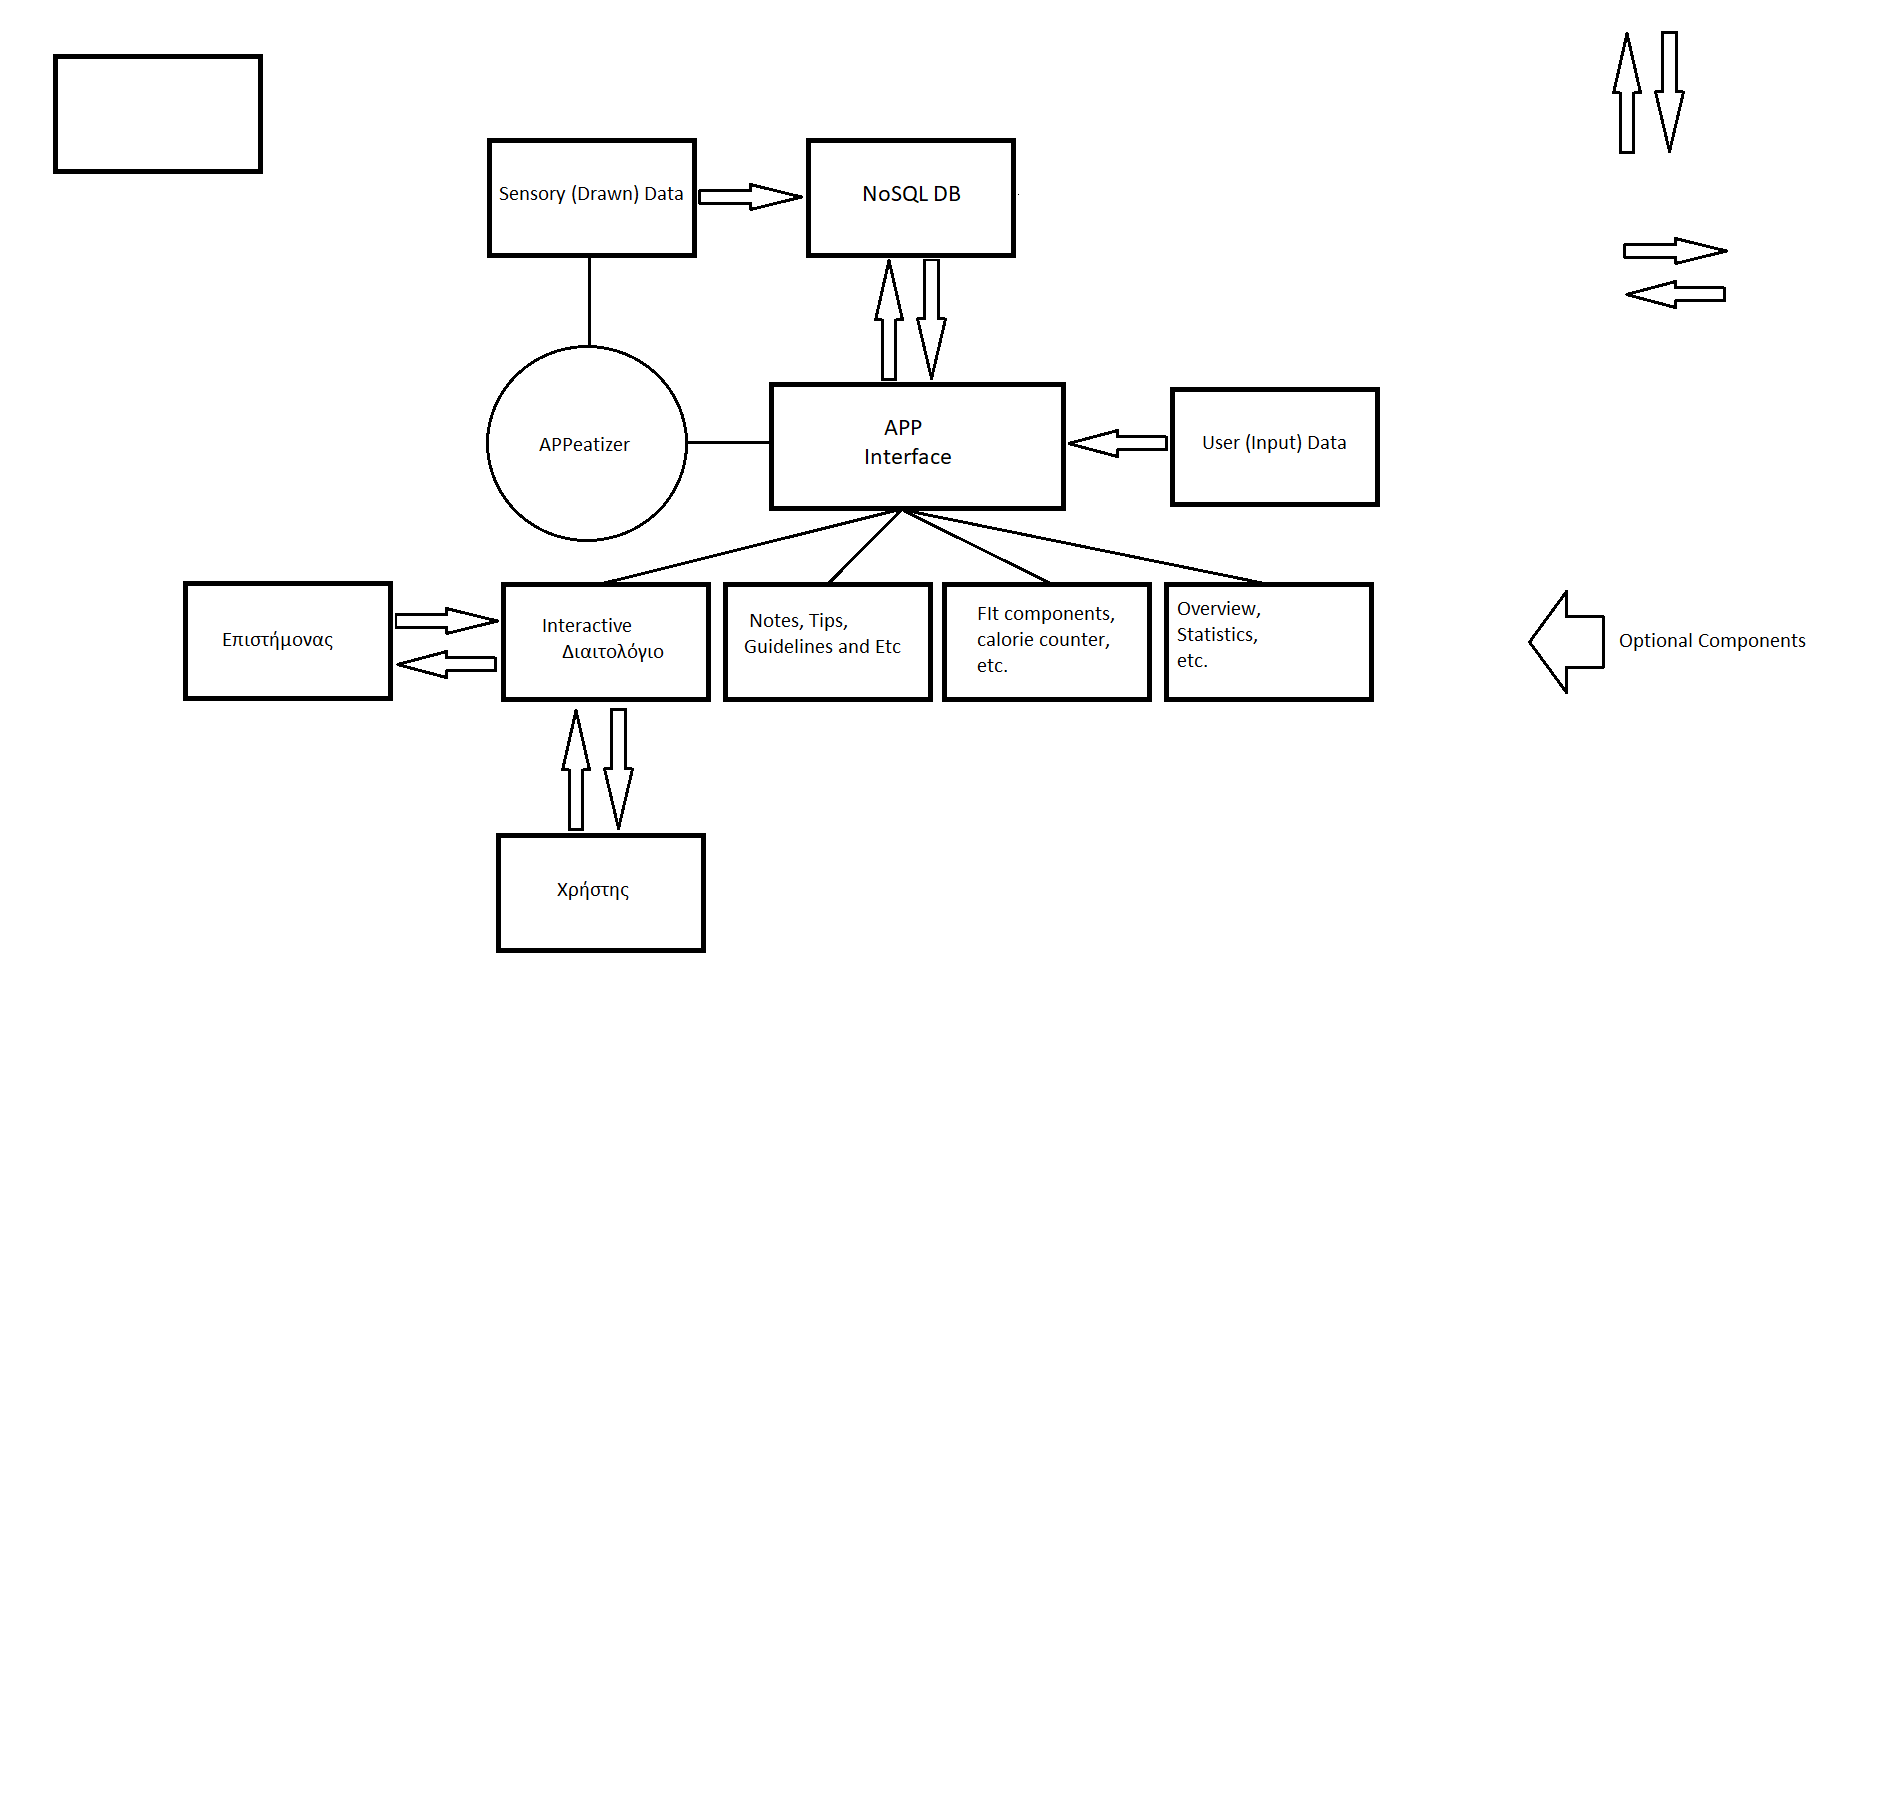 Sensory (Drawn) Data
NoSQL DB
APPeatizer
APP
Interface
User (Input) Data
Επιστήμονας
Interactive
Διαιτολόγιο
Notes, Tips,
Guidelines and Etc
FIt components,
calorie counter,
etc.
Overview,
Statistics,
etc.
Optional Components
Χρήστης